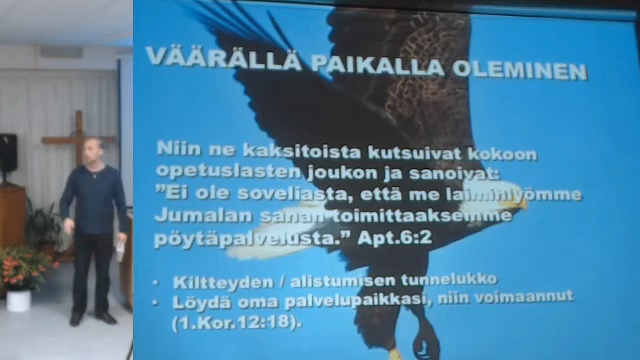 VÄÄRÄLLÄ PAIKALLA OLEMINEN
Niin ne kaksitoista kutsuivat kokoon
opetuslasten joukon ja sanoivat:
"Ei ole soveliasta, että me laiminlyömme
Jumalan sanan toimittaaksemme
pöytäpalvelusta." Apt.6:2
• Kiltteyden / alistumisen tunnelukko
• Löydä oma palvelupaikkasi, niin voimaannut
(1.Kor.12:18).